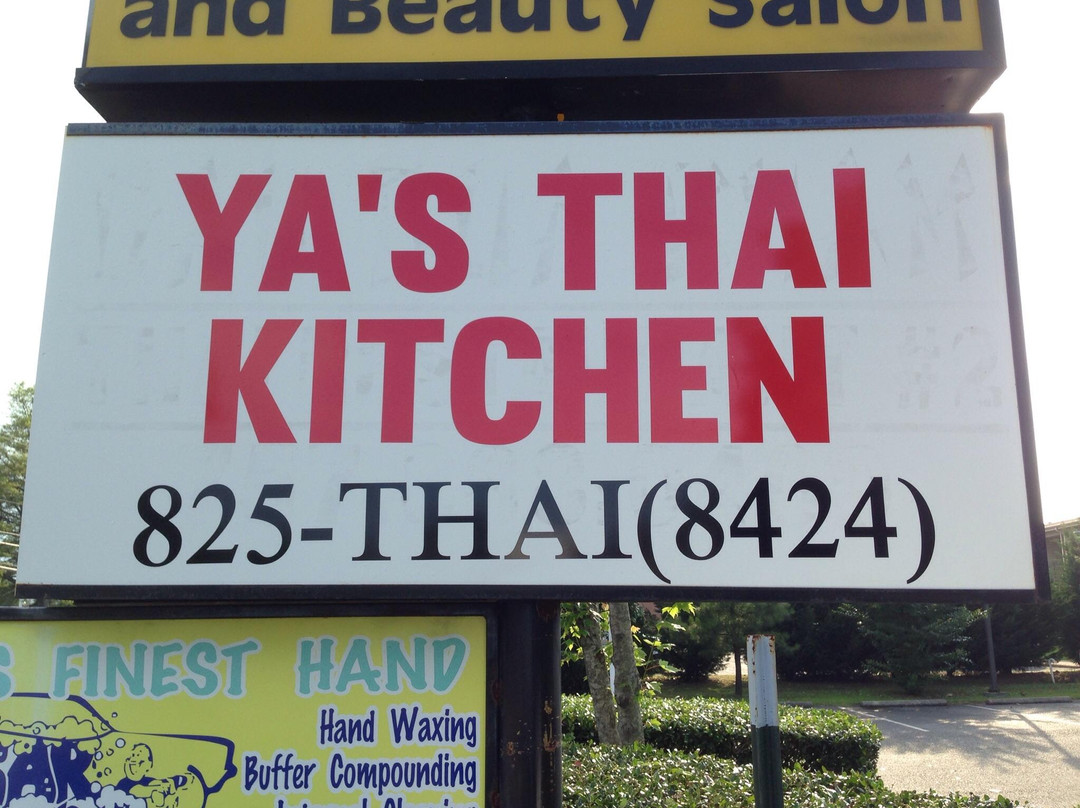 and Beauty Salon
YA'S THAI
KITCHEN
825-THAI(8424)
FINEST HAND
Hand Waxing
Buffer Compounding